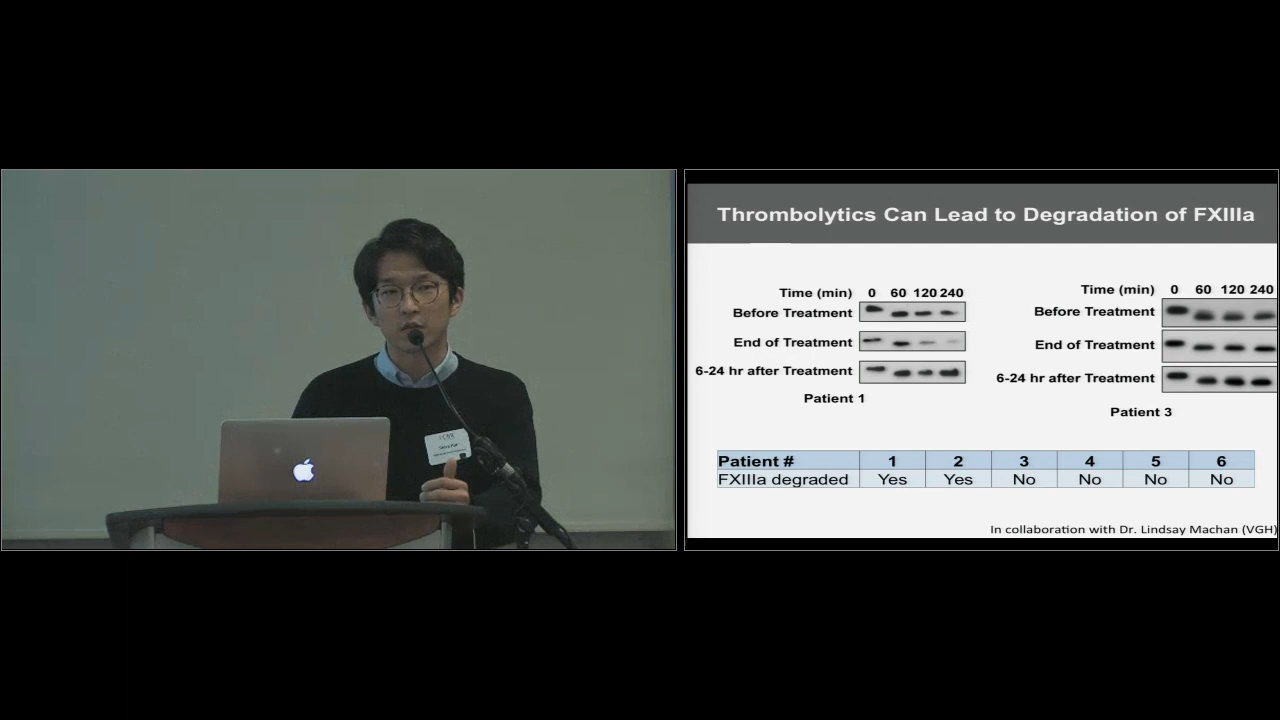 Thrombolytics Can Lead to Degradation of FXIIIa
Time (min) 0 60 120 240
Before Treatment
End of Treatment
6-24 hr after Treatment
Patient 1
Time (min) 0 60 120 240
Before Treatment
End of Treatment
6-24 hr after Treatment
Patient 3
Patient # 1 2 3 4 5 6
FXIIIa degraded Yes Yes No No No No
In collaboration with Dr. Lindsay Machan (VGH)